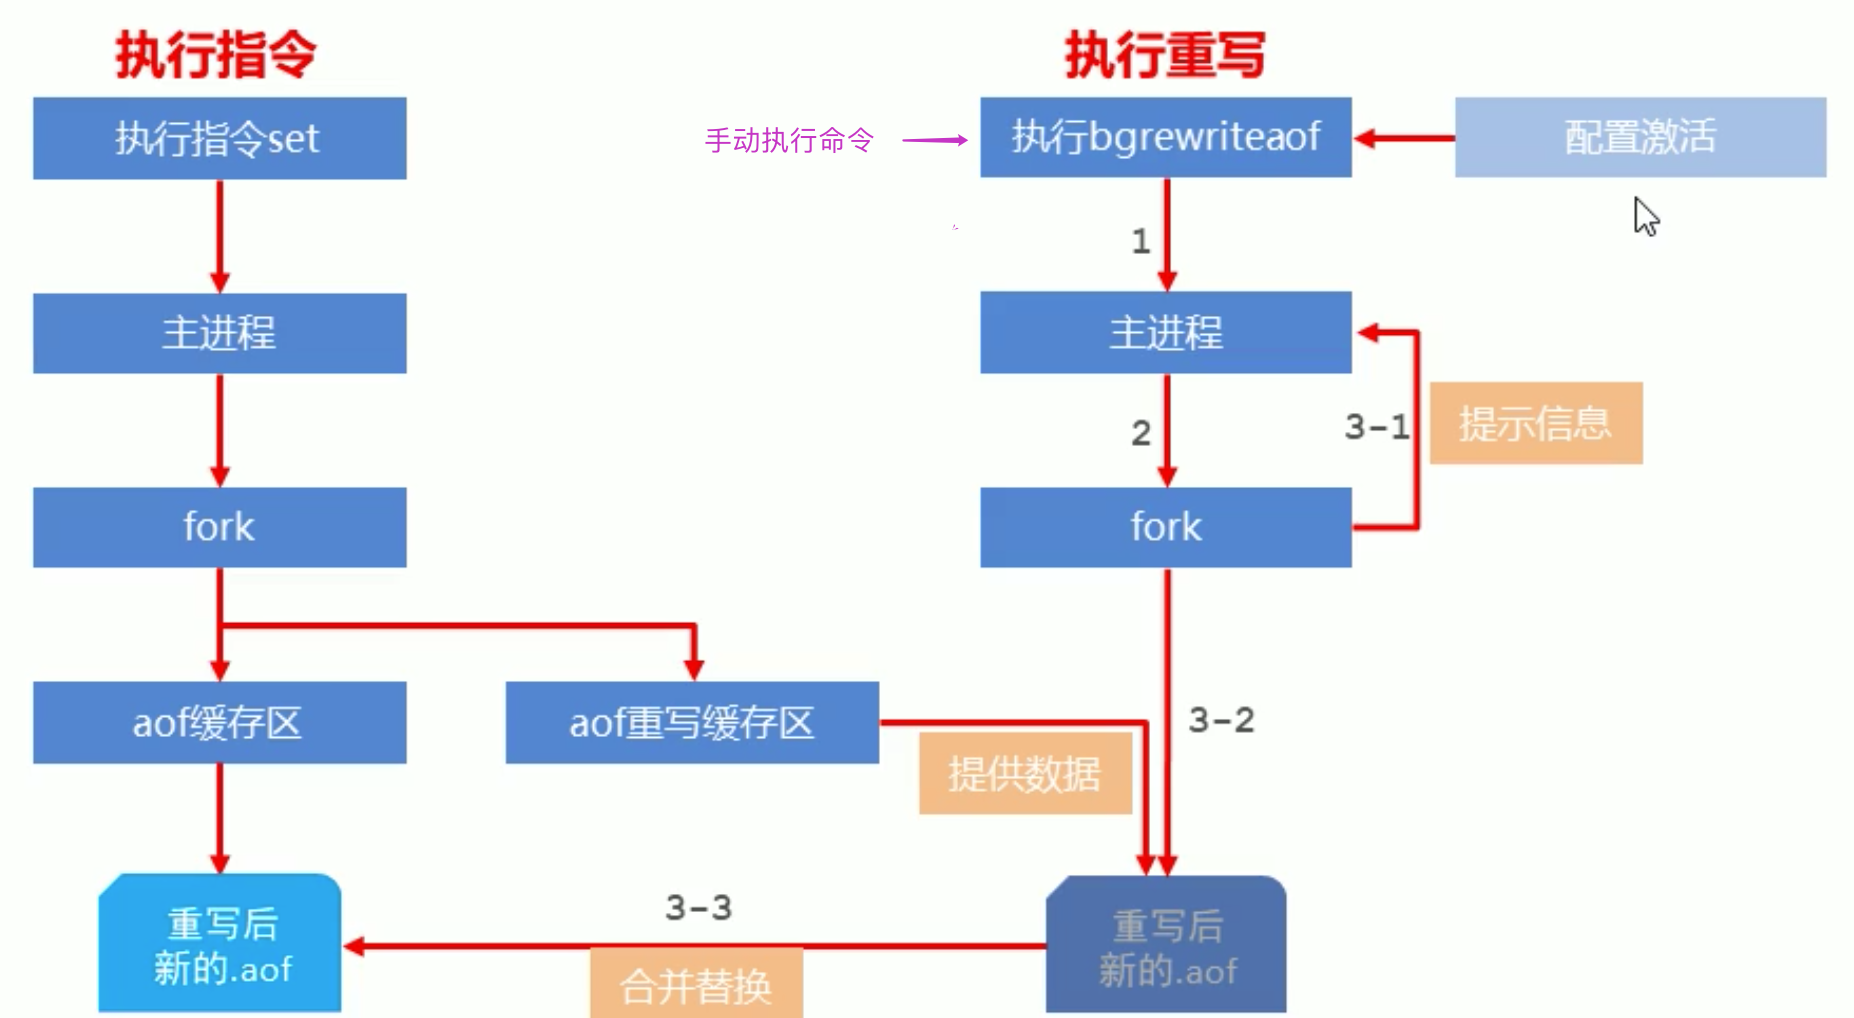 执行指令
执行重写
执行指令set
手动执行命令
执行bgrewriteaof
配置激活
1
主进程
主进程
2
3-1
提示信息
fork
fork
aof缓存区
aof重写缓存区
3-2
提供数据
重写后
新的.aof
3-3
合并替换
重写后
新的.aof